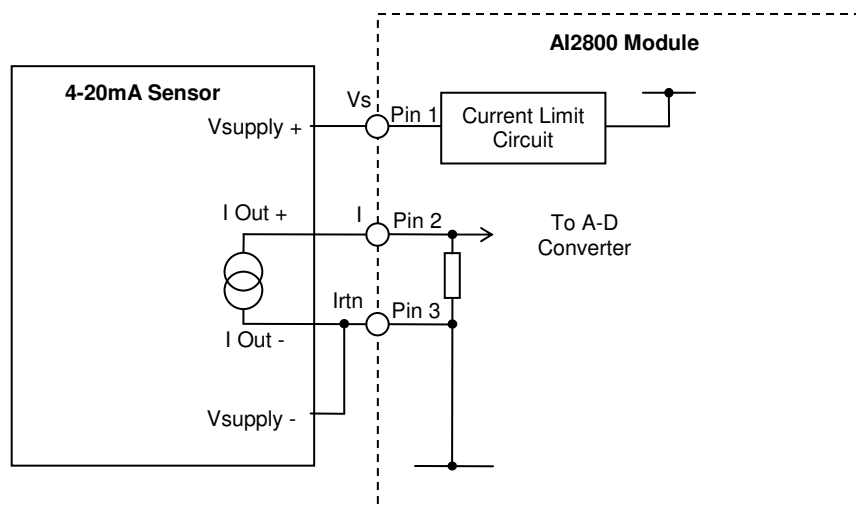 AI2800 Module
4-20mA Sensor
Vs
Vsupply +
Pin 1
Current Limit
Circuit
I Out +
I
Pin 2
To A-D
Converter
Irtn
Pin 3
I Out -
Vsupply -